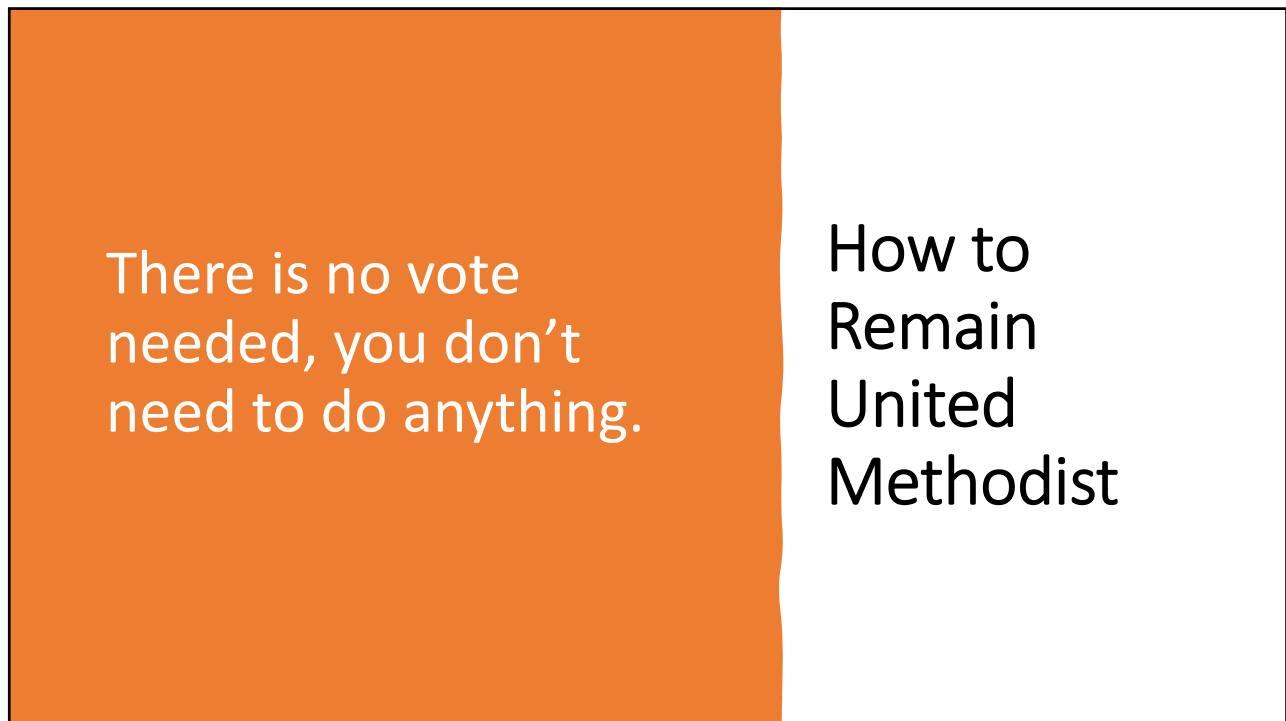 There is no vote
needed, you don’t
need to do anything.
How to
Remain
United
Methodist